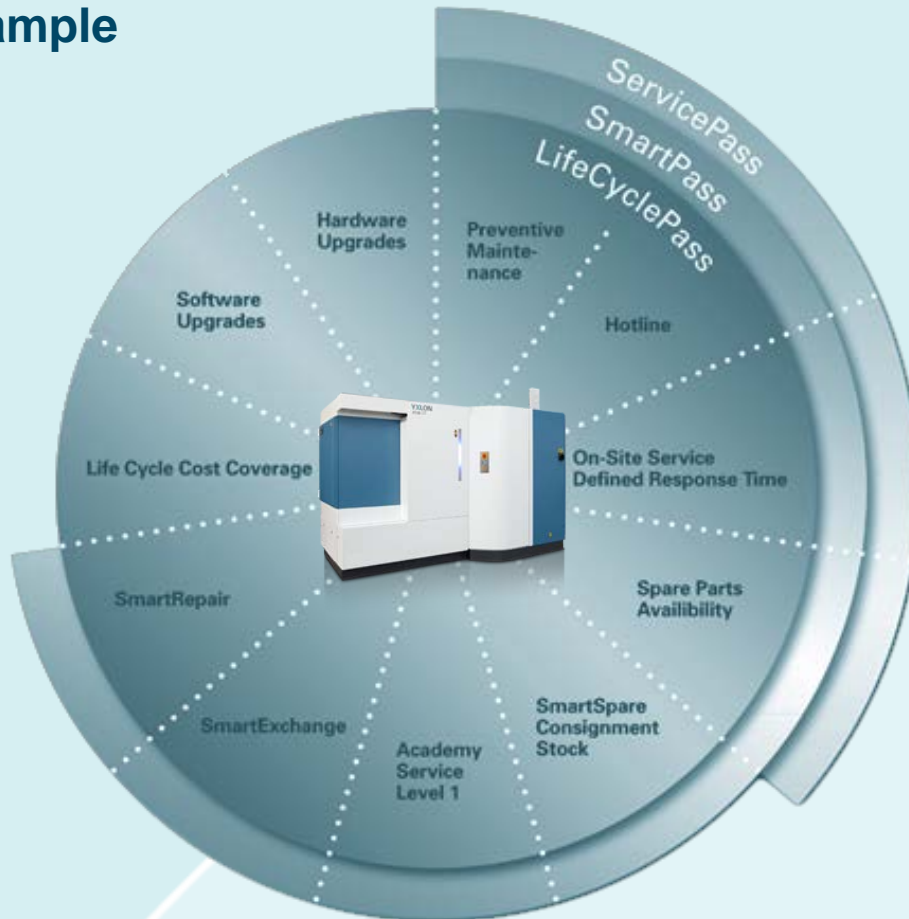 ample
ServicePass
SmartPass
LifeCyclePass
Hardware
Upgrades
Preventive
Mainte-
nance
Software
Upgrades
Hotline
YXLON
Life Cycle Cost Coverage
On-Site Service
Defined Response Time
SmartRepair
Spare Parts
Availibility
SmartExchange
SmartSpare
Consignment
Stock
Academy
Service
Level 1